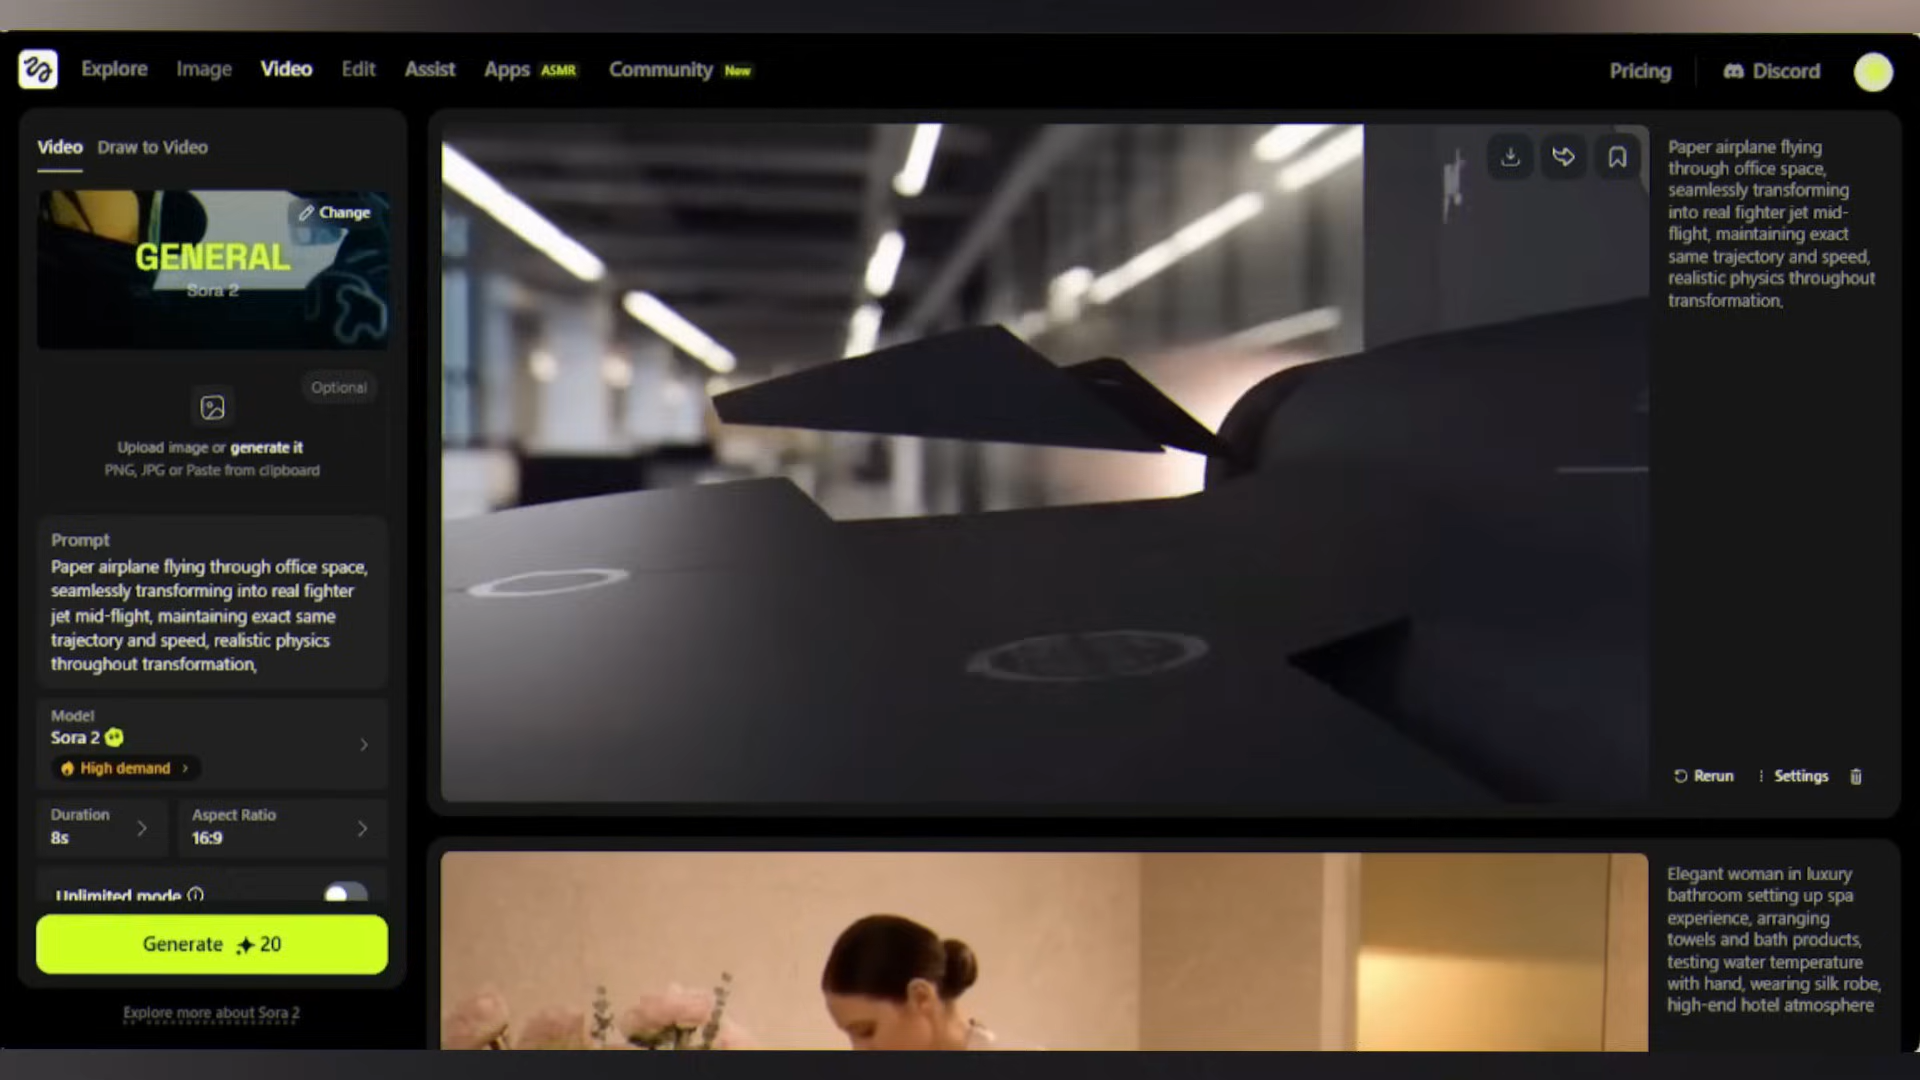 Explore
Image
Video
Edit
Assist
Apps ASMR
Community New
Pricing
Discord
Video
Draw to Video
Change
GENERAL
Sora 2
Optional
Upload image or generate it
PNG, JPG or Paste from clipboard
Prompt
Paper airplane flying through office space,
seamlessly transforming into real fighter
jet mid-flight, maintaining exact same
trajectory and speed, realistic physics
throughout transformation,
Model
Sora 2
High demand
Duration
8s
Aspect Ratio
16:9
Unlimited mode
Generate 20
Explore more about Sora 2
Paper airplane flying
through office space,
seamlessly transforming
into real fighter jet mid-
flight, maintaining exact
same trajectory and speed,
realistic physics throughout
transformation,
Rerun
Settings
Elegant woman in luxury
bathroom setting up spa
experience, arranging
towels and bath products,
testing water temperature
with hand, wearing silk robe,
high-end hotel atmosphere